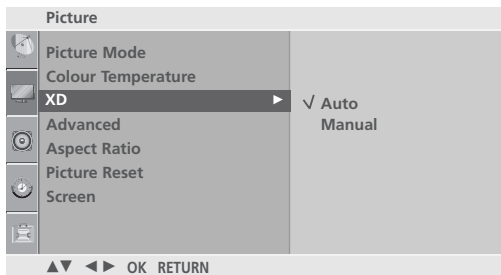 Picture
Picture Mode
Colour Temperature
XD ►
Advanced
Aspect Ratio
Picture Reset
Screen
√ Auto
Manual
▲▼ ◄► OK RETURN